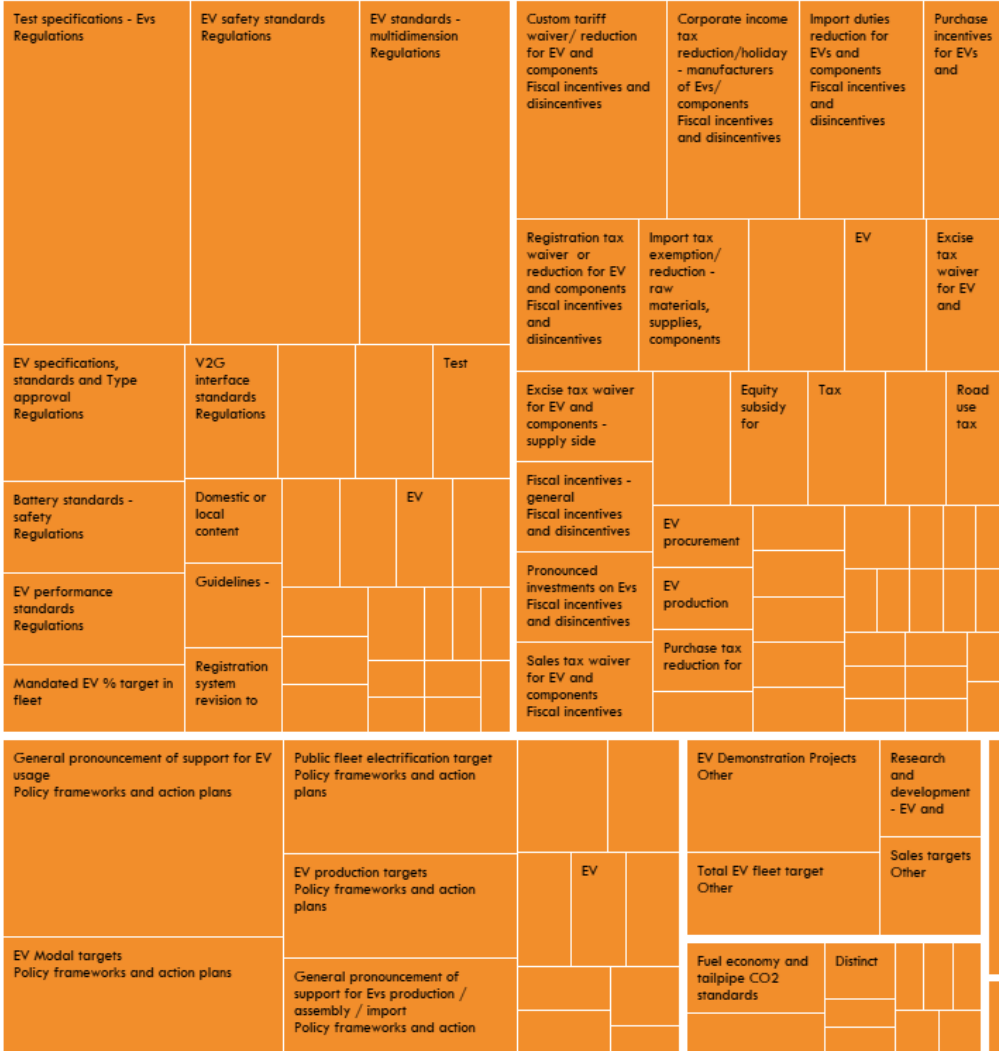 Test specifications - Evs
Regulations
EV safety standards
Regulations
EV standards -
multidimension
Regulations
EV specifications,
standards and Type
approval
Regulations
V2G
interface
standards
Regulations
Test
Battery standards -
safety
Regulations
Domestic or
local
content
EV
EV performance
standards
Regulations
Guidelines -
Mandated EV % target in
fleet
Registration
system
revision to
Custom tariff
waiver/ reduction
for EV and
components
Fiscal incentives and
disincentives
Corporate income
tax
reduction/holiday
- manufacturers
of Evs/
components
Fiscal incentives
and disincentives
Import duties
reduction for
EVs and
components
Fiscal incentives
and
disincentives
Purchase
incentives
for EVs
and
Registration tax
waiver or
reduction for EV
and components
Fiscal incentives
and
disincentives
Import tax
exemption/
reduction -
raw
materials,
supplies,
components
EV
Excise
tax
waiver
for EV
and
Excise tax waiver
for EV and
components -
supply side
Equity
subsidy
for
Tax
Road
use
tax
Fiscal incentives -
general
Fiscal incentives
and disincentives
EV
procurement
Pronounced
investments on Evs
Fiscal incentives
and disincentives
EV
production
Sales tax waiver
for EV and
components
Fiscal incentives
Purchase tax
reduction for
General pronouncement of support for EV
usage
Policy frameworks and action plans
Public fleet electrification target
Policy frameworks and action
plans
EV production targets
Policy frameworks and action
plans
EV
EV Modal targets
Policy frameworks and action plans
General pronouncement of
support for Evs production /
assembly / import
Policy frameworks and action
EV Demonstration Projects
Other
Research
and
development
- EV and
Total EV fleet target
Other
Sales targets
Other
Fuel economy and
tailpipe CO2
standards
Distinct